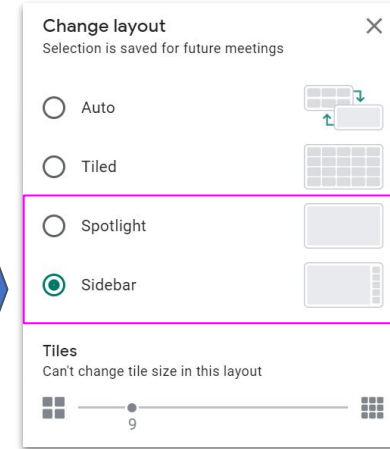 Change layout
Selection is saved for future meetings
Auto
Tiled
Spotlight
Sidebar
Tiles
Can't change tile size in this layout
9